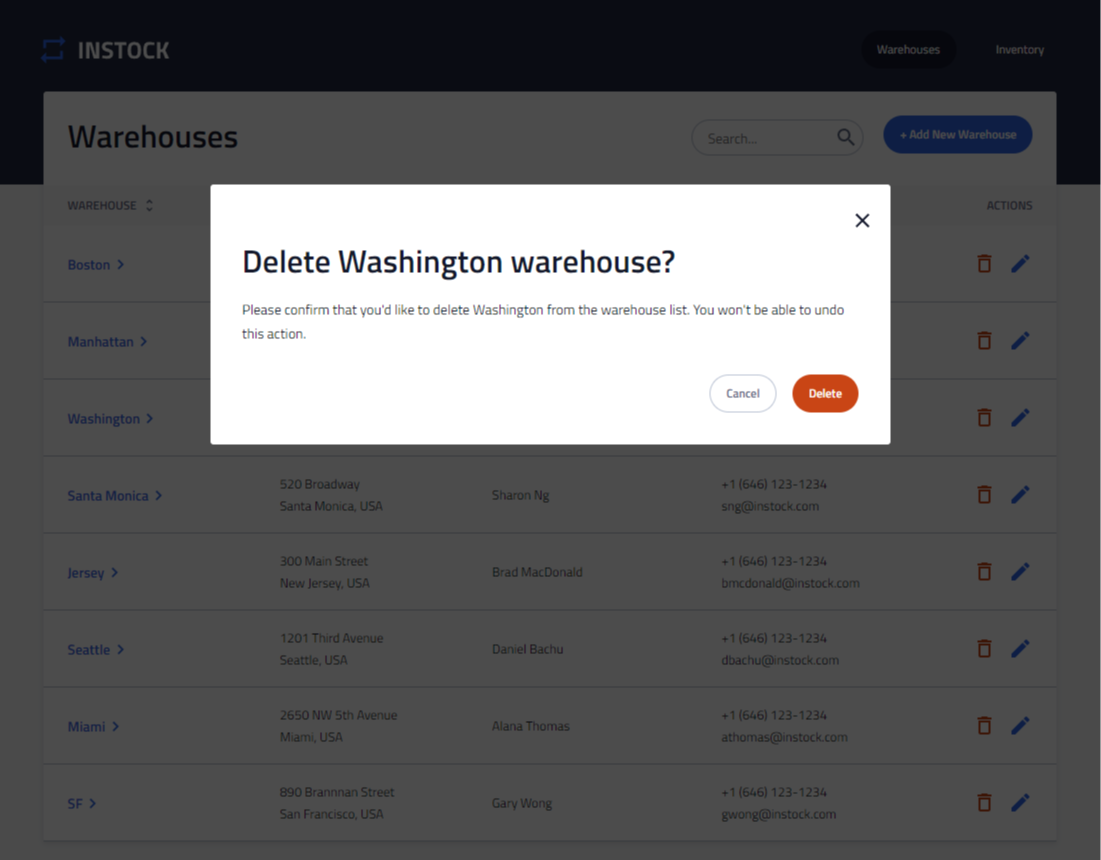 INSTOCK
Warehouses
Inventory
Warehouses
Search...
+ Add New Warehouse
WAREHOUSE
ACTIONS
Delete Washington warehouse?
Please confirm that you'd like to delete Washington from the warehouse list. You won't be able to undo
this action.
Cancel
Delete
Boston
Manhattan
Washington
Santa Monica
520 Broadway
Santa Monica, USA
Sharon Ng
+1 (646) 123-1234
sng@instock.com
Jersey
300 Main Street
New Jersey, USA
Brad MacDonald
+1 (646) 123-1234
bmcdonald@instock.com
Seattle
1201 Third Avenue
Seattle, USA
Daniel Bachu
+1 (646) 123-1234
dbachu@instock.com
Miami
2650 NW 5th Avenue
Miami, USA
Alana Thomas
+1 (646) 123-1234
athomas@instock.com
SF
890 Brannnan Street
San Francisco, USA
Gary Wong
+1 (646) 123-1234
gwong@instock.com